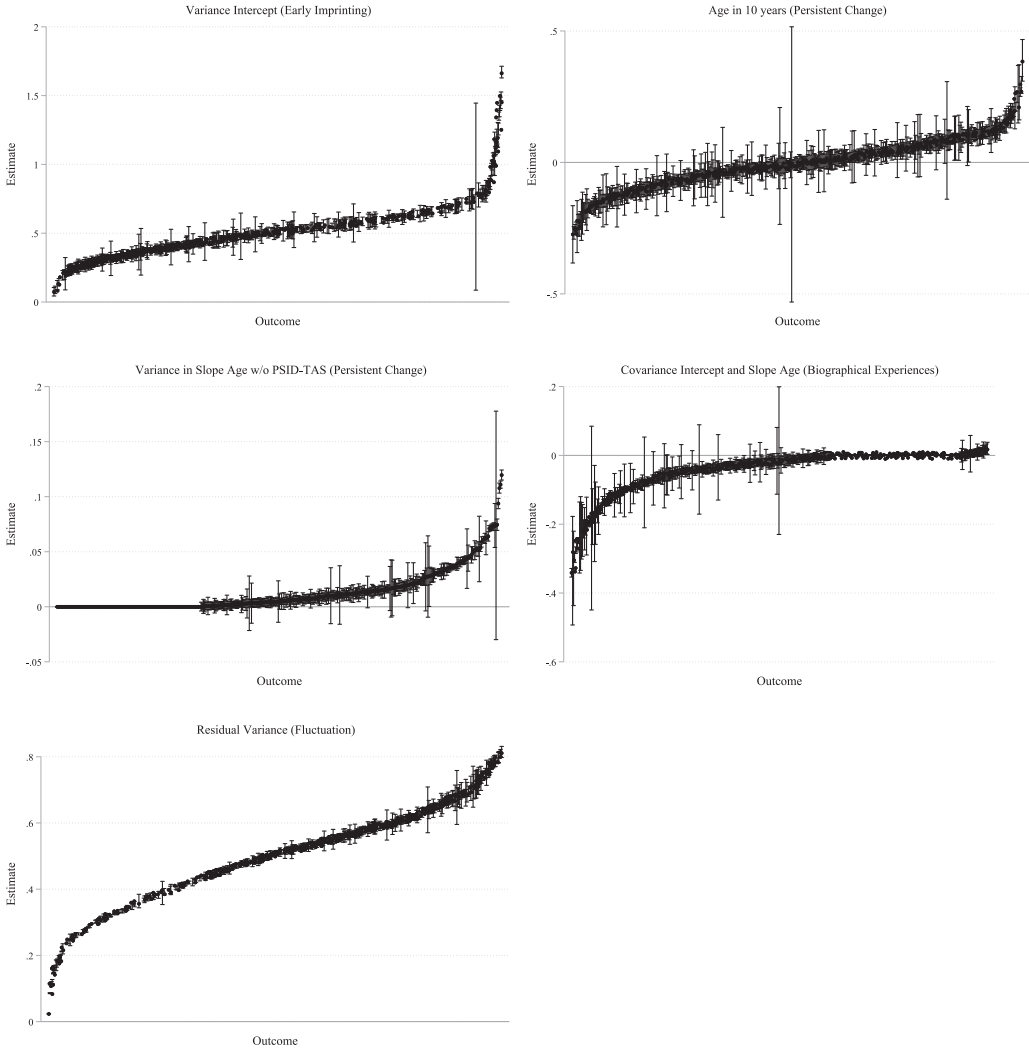 Variance Intercept (Early Imprinting)
2
1.5
1
.5
0
Estimate
Outcome
Age in 10 years (Persistent Change)
.5
0
-.5
Estimate
Outcome
Variance in Slope Age w/o PSID-TAS (Persistent Change)
.2
.15
.1
.05
0
-.05
Estimate
Outcome
Covariance Intercept and Slope Age (Biographical Experiences)
.2
0
-.2
-.4
-.6
Estimate
Outcome
Residual Variance (Fluctuation)
.8
.6
.4
.2
0
Estimate
Outcome